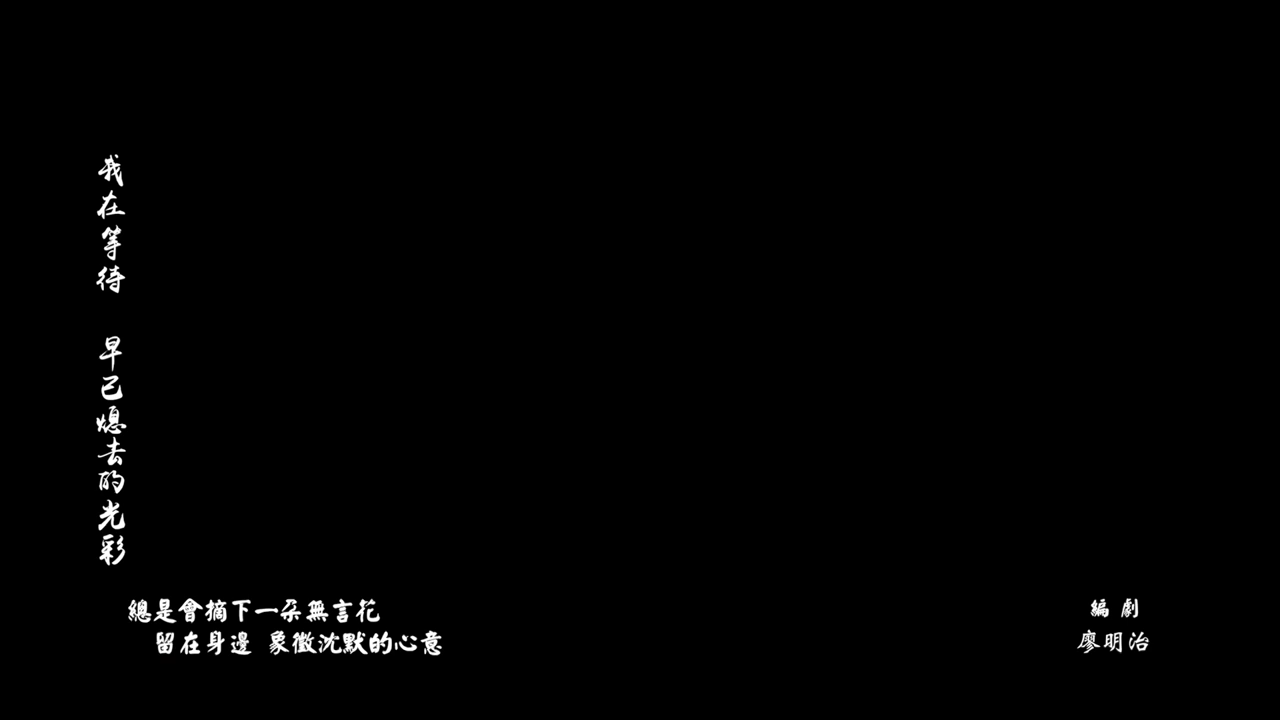 我在等待 早已熄去的光彩
總是會摘下一朵無言花
留在身邊 象徵沈默的心意
編劇
廖明治